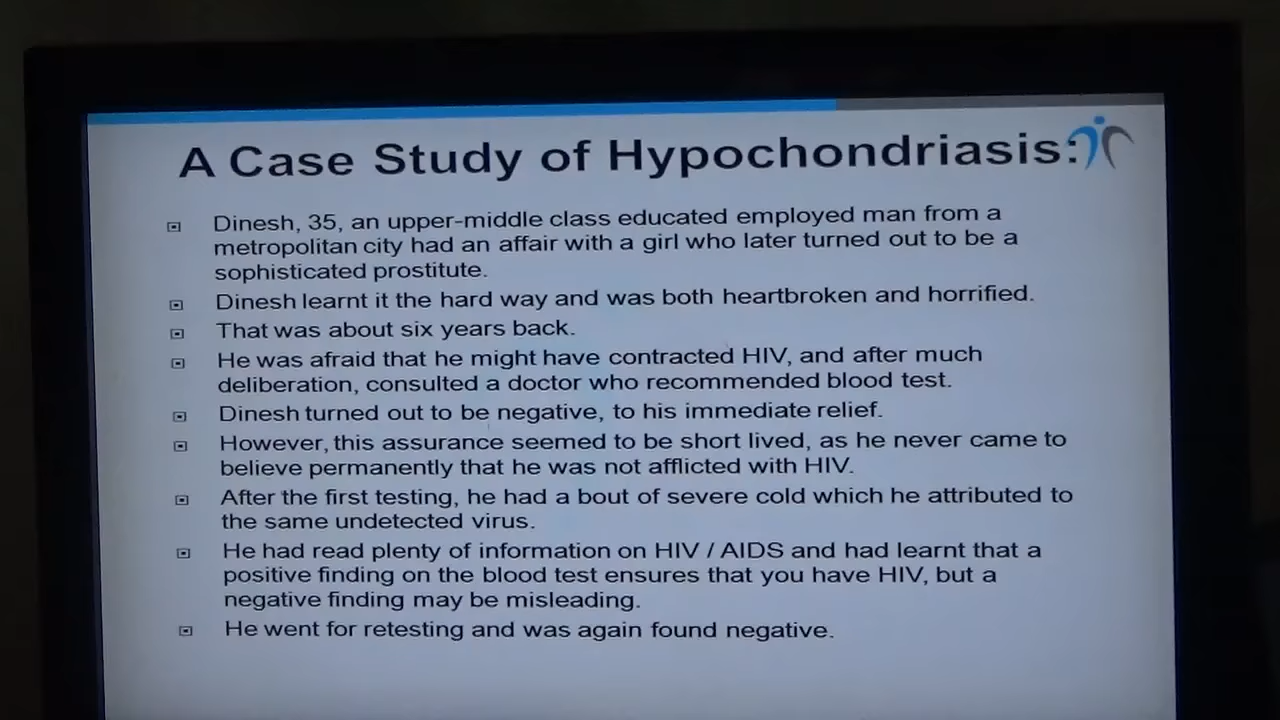 A Case Study of Hypochondriasis:
Dinesh, 35, an upper-middle class educated employed man from a
metropolitan city had an affair with a girl who later turned out to be a
sophisticated prostitute.
Dinesh learnt it the hard way and was both heartbroken and horrified.
That was about six years back.
He was afraid that he might have contracted HIV, and after much
deliberation, consulted a doctor who recommended blood test.
Dinesh turned out to be negative, to his immediate relief.
However, this assurance seemed to be short lived, as he never came to
believe permanently that he was not afflicted with HIV.
After the first testing, he had a bout of severe cold which he attributed to
the same undetected virus.
He had read plenty of information on HIV / AIDS and had learnt that a
positive finding on the blood test ensures that you have HIV, but a
negative finding may be misleading.
He went for retesting and was again found negative.